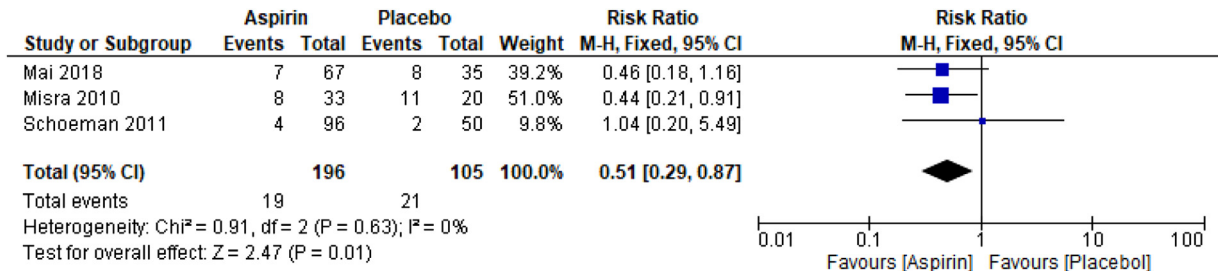 Aspirin Placebo Risk Ratio Risk Ratio
Study or Subgroup Events Total Events Total Weight M-H, Fixed, 95% CI M-H, Fixed, 95% CI
Mai 2018 7 67 8 35 39.2% 0.46 [0.18, 1.16]
Misra 2010 8 33 11 20 51.0% 0.44 [0.21, 0.91]
Schoeman 2011 4 96 2 50 9.8% 1.04 [0.20, 5.49]
Total (95% CI) 196 105 100.0% 0.51 [0.29, 0.87]
Total events 19 21
Heterogeneity: Chi² = 0.91, df = 2 (P = 0.63); I² = 0%
Test for overall effect: Z = 2.47 (P = 0.01)
0.01 0.1 1 10 100
Favours [Aspirin] Favours [Placebol]